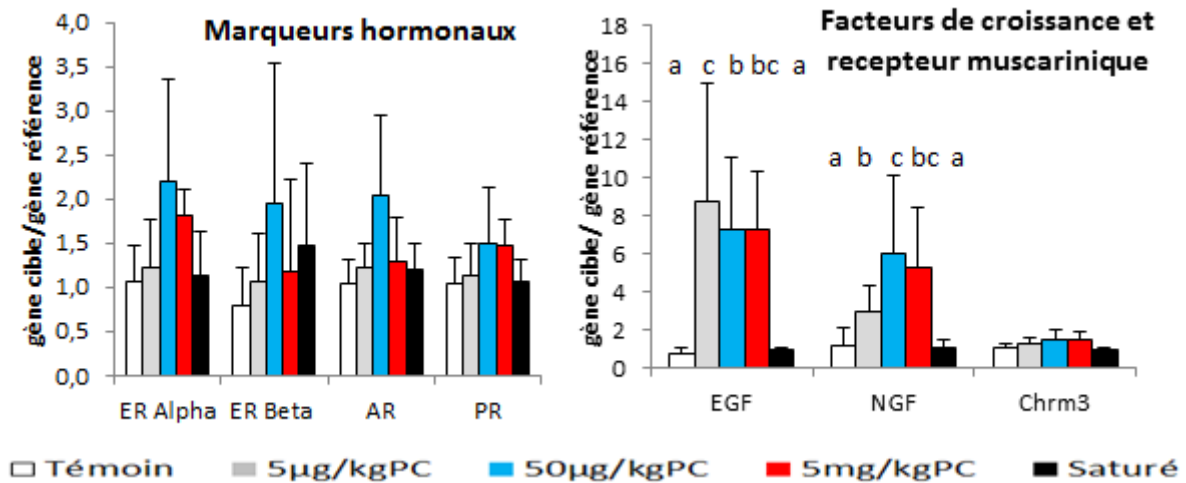 Marqueurs hormonaux
gène cible/gène référence
4,0
3,5
3,0
2,5
2,0
1,5
1,0
0,5
0,0
ER Alpha ER Beta AR PR
Facteurs de croissance et
recepteur muscarinique
gène cible/ gène référence
18
16
14
12
10
8
6
4
2
0
a c b bc a
a b c bc a
EGF NGF Chrm3
Témoin 5µg/kgPC 50µg/kgPC 5mg/kgPC Saturé